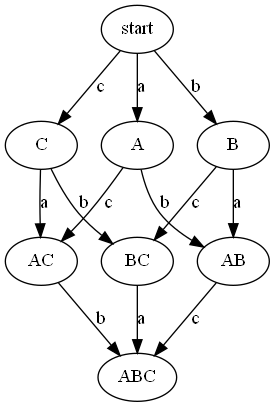 start
c a b
C A B
a b c b c a
AC BC AB
b a c
ABC